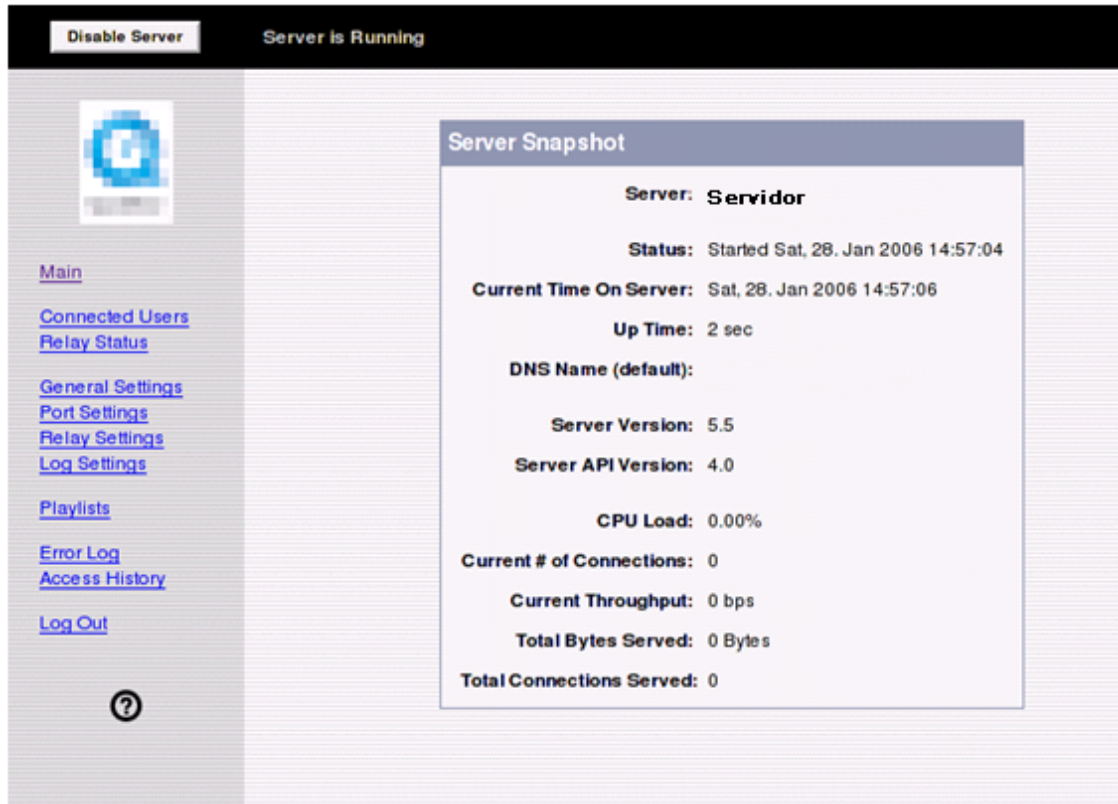 Disable Server
Server is Running
Main
Connected Users
Relay Status
General Settings
Port Settings
Relay Settings
Log Settings
Playlists
Error Log
Access History
Log Out
?
Server Snapshot
Server: Servidor
Status: Started Sat, 28. Jan 2006 14:57:04
Current Time On Server: Sat, 28. Jan 2006 14:57:06
Up Time: 2 sec
DNS Name (default):
Server Version: 5.5
Server API Version: 4.0
CPU Load: 0.00%
Current # of Connections: 0
Current Throughput: 0 bps
Total Bytes Served: 0 Bytes
Total Connections Served: 0